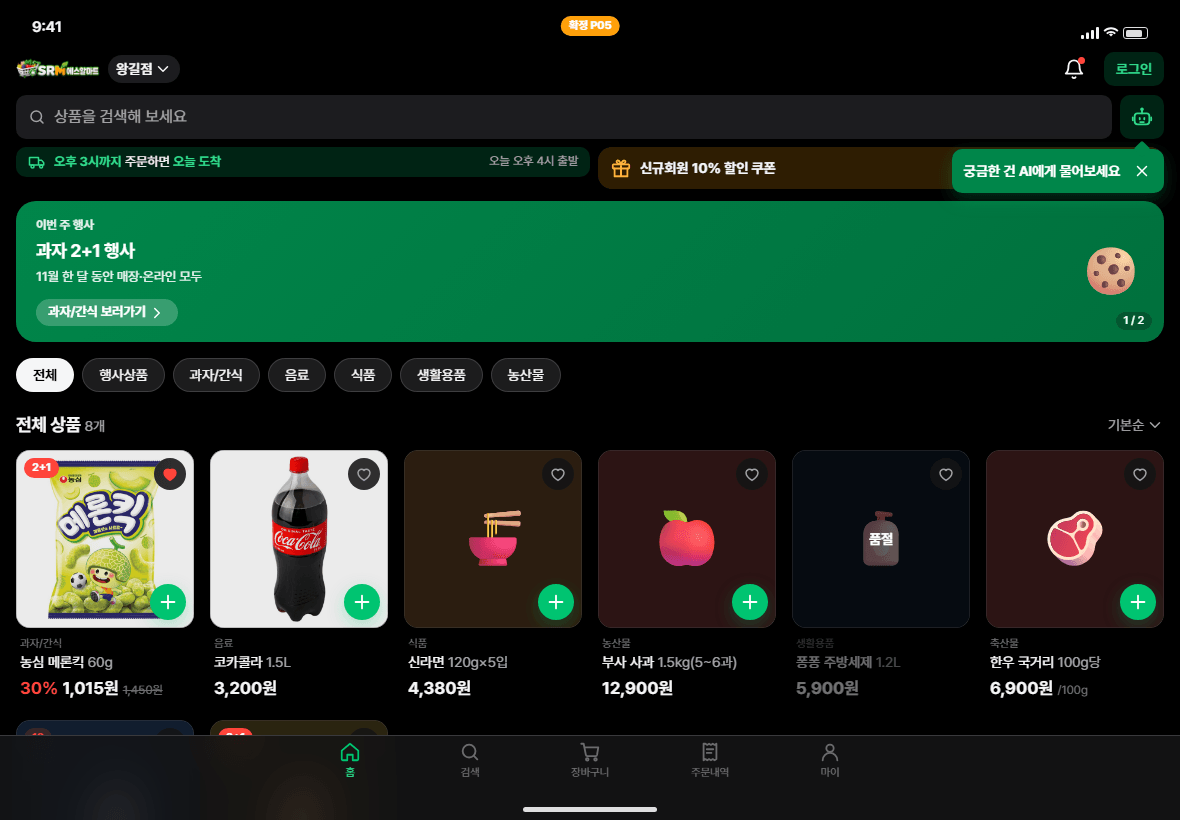 9:41
확정 P05
SRM에스알마트
왕길점
로그인
상품을 검색해 보세요
오후 3시까지 주문하면 오늘 도착
오늘 오후 4시 출발
신규회원 10% 할인 쿠폰
궁금한 건 AI에게 물어보세요
이번 주 행사
과자 2+1 행사
11월 한 달 동안 매장·온라인 모두
과자/간식 보러가기
1 / 2
전체
행사상품
과자/간식
음료
식품
생활용품
농산물
전체 상품 8개
기본순
2+1
농심
메론킥
ORIGINAL TASTE
Coca-Cola
품절
과자/간식
농심 메론킥 60g
30% 1,015원 1,450원
음료
코카콜라 1.5L
3,200원
식품
신라면 120g×5입
4,380원
농산물
부사 사과 1.5kg(5~6과)
12,900원
생활용품
퐁퐁 주방세제 1.2L
5,900원
축산물
한우 국거리 100g당
6,900원 /100g
홈
검색
장바구니
주문내역
마이